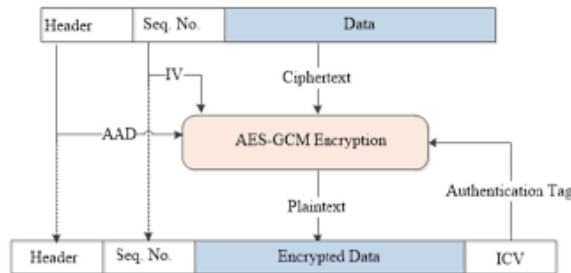 Header Seq. No. Data
IV
Ciphertext
AAD
AES-GCM Encryption
Authentication Tag
Plaintext
Header Seq. No. Encrypted Data ICV